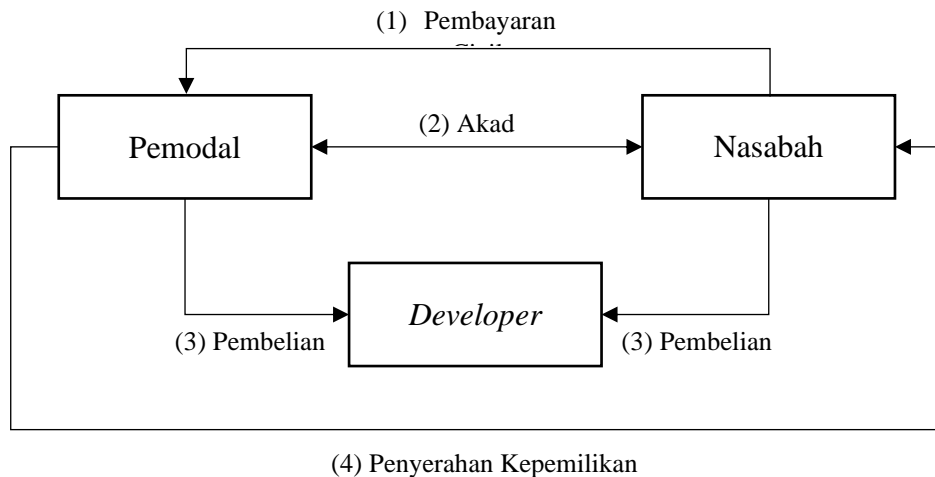 (1) Pembayaran
Pemodal
(2) Akad
Nasabah
Developer
(3) Pembelian
(3) Pembelian
(4) Penyerahan Kepemilikan